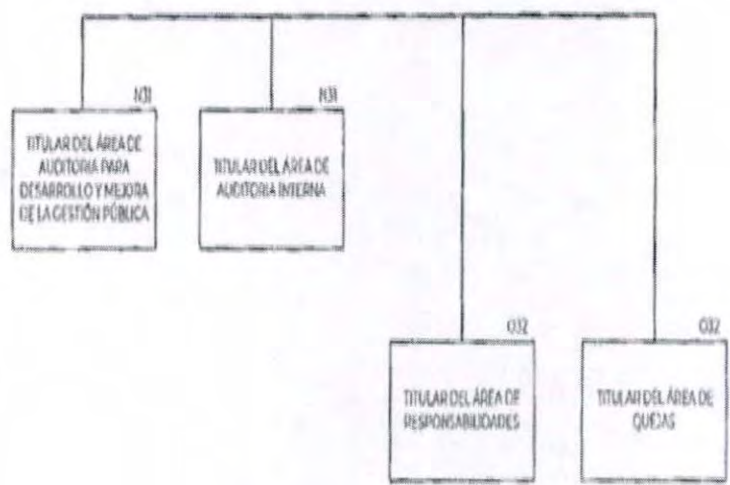 N31
TITULAR DEL ÁREA DE
AUDITORIA PARA
DESARROLLO Y MEJORA
DE LA GESTIÓN PÚBLICA
N31
TITULAR DEL ÁREA DE
AUDITORIA INTERNA
O32
TITULAR DEL ÁREA DE
RESPONSABILIDADES
O32
TITULAR DEL ÁREA DE
QUEJAS